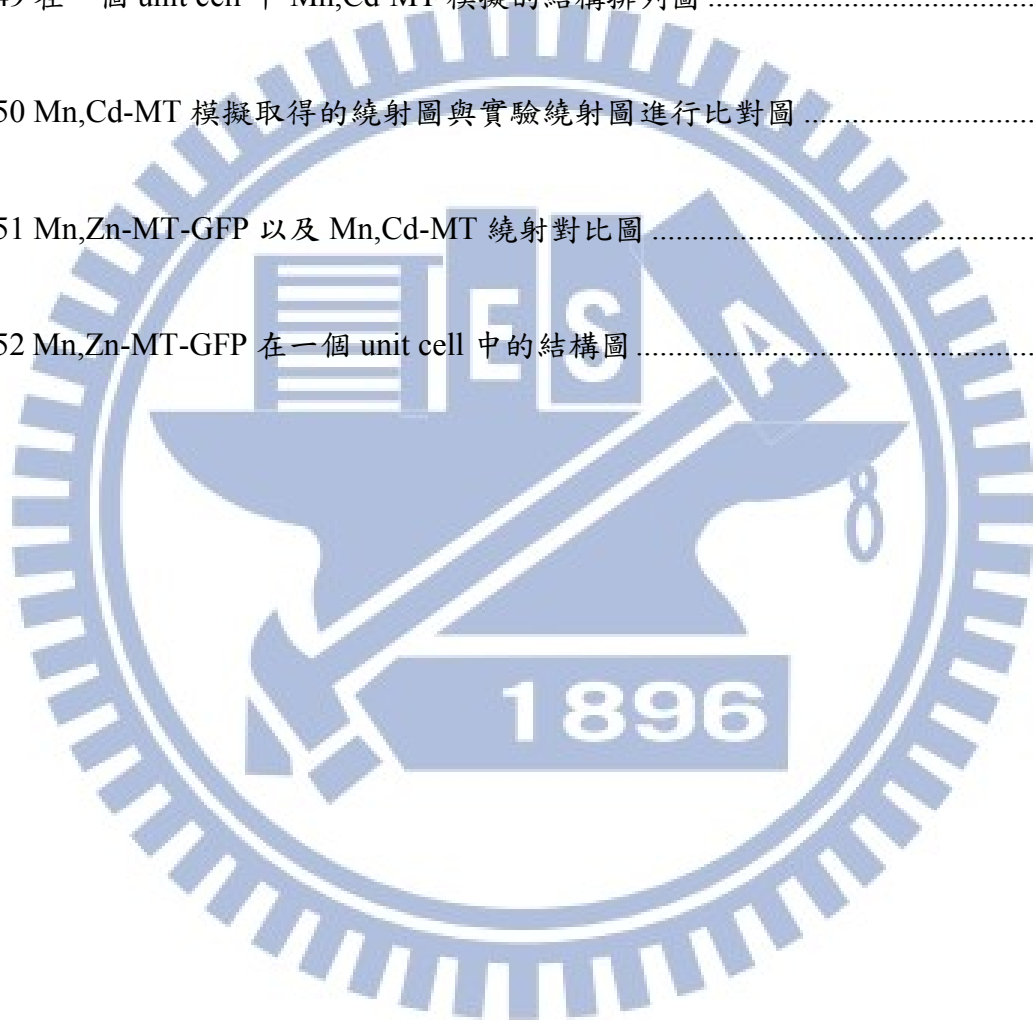 49 在一個 unit cell 中 Mn,Cd-MT 模擬的結構排列圖 ........................................
50 Mn,Cd-MT 模擬取得的繞射圖與實驗繞射圖進行比對圖 ............................
51 Mn,Zn-MT-GFP 以及 Mn,Cd-MT 繞射對比圖 ..............................................
52 Mn,Zn-MT-GFP 在一個 unit cell 中的結構圖 ................................................
E S A
8
1896